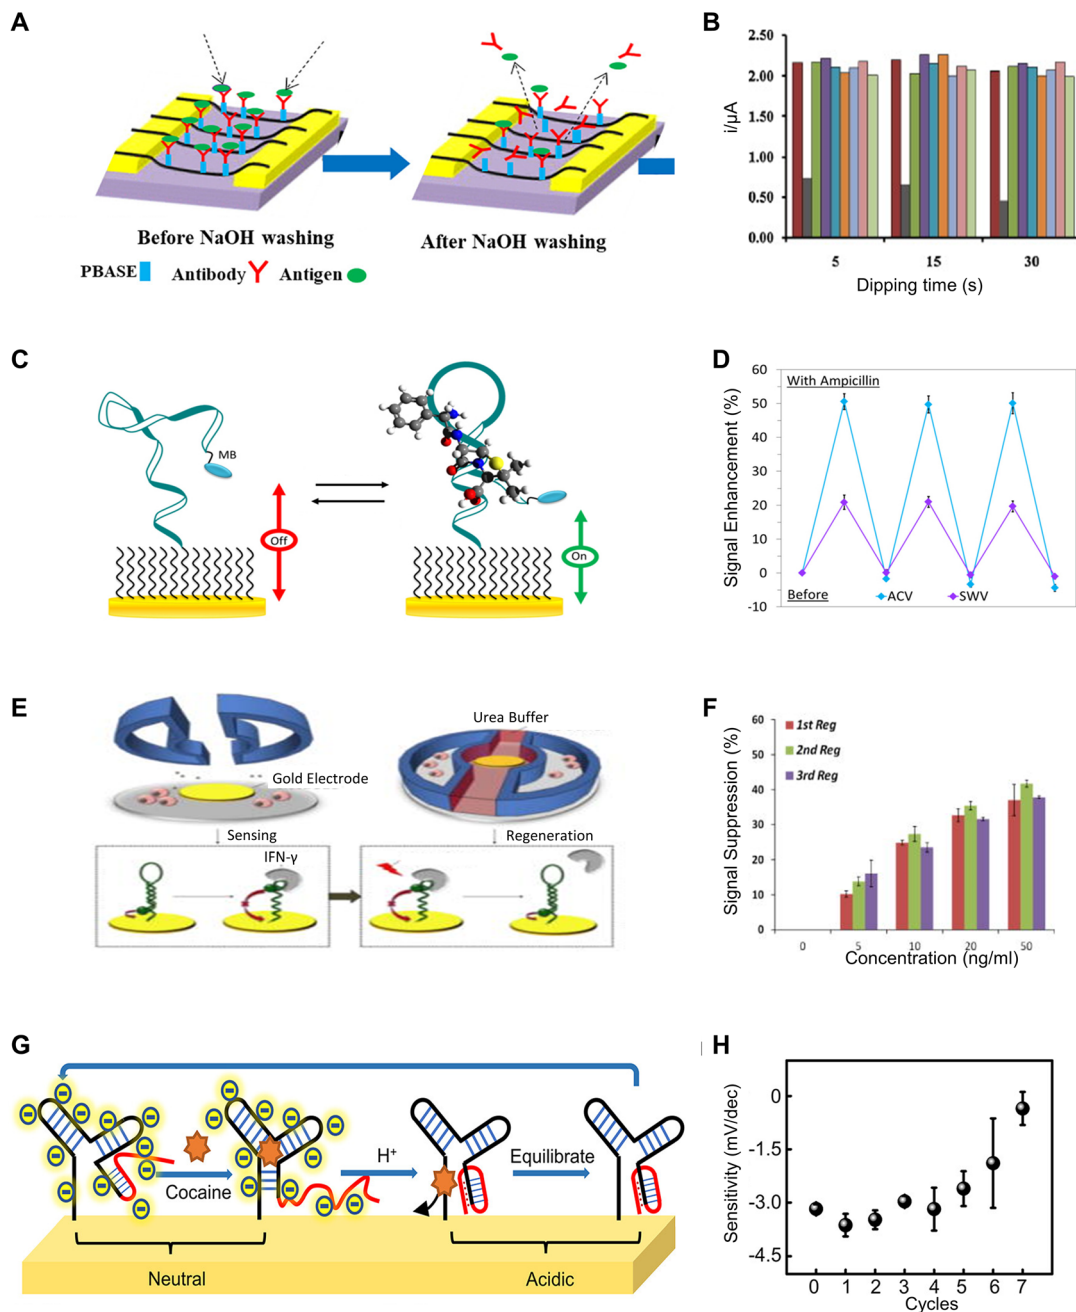 A
Before NaOH washing
After NaOH washing
PBASE Antibody Antigen
B
2.50
2.00
1.50
1.00
0.50
0.00
i/µA
5 15 30
Dipping time (s)
C
MB
Off
On
D
60
50
40
30
20
10
0
-10
Signal Enhancement (%)
With Ampicillin
Before
ACV SWV
E
Urea Buffer
Gold Electrode
Sensing
Regeneration
IFN-γ
F
60
50
40
30
20
10
0
Signal Suppression (%)
1st Reg
2nd Reg
3rd Reg
0 5 10 20 50
Concentration (ng/ml)
G
Cocaine
H+
Equilibrate
Neutral
Acidic
H
0
-1.5
-3.0
-4.5
Sensitivity (mV/dec)
0 1 2 3 4 5 6 7
Cycles